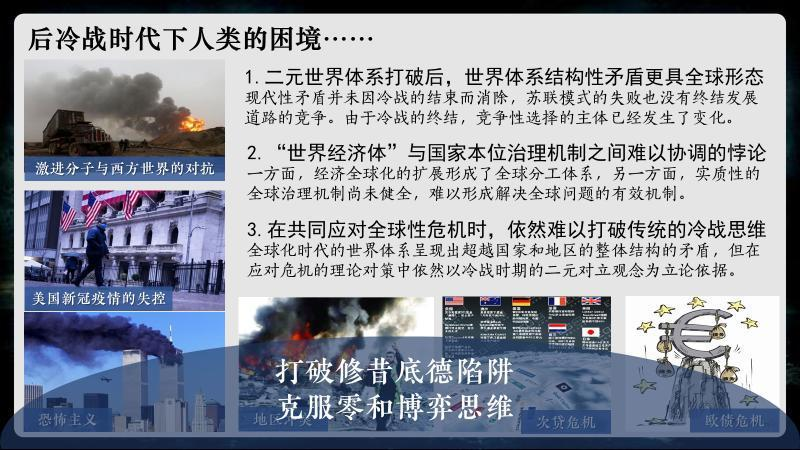 后冷战时代下人类的困境……
激进分子与西方世界的对抗
美国新冠疫情的失控
恐怖主义
1.二元世界体系打破后，世界体系结构性矛盾更具全球形态
现代性矛盾并未因冷战的结束而消除，苏联模式的失败也没有终结发展
道路的竞争。由于冷战的终结，竞争性选择的主体已经发生了变化。
2.“世界经济体”与国家本位治理机制之间难以协调的悖论
一方面，经济全球化的扩展形成了全球分工体系，另一方面，实质性的
全球治理机制尚未健全，难以形成解决全球问题的有效机制。
3.在共同应对全球性危机时，依然难以打破传统的冷战思维
全球化时代的世界体系呈现出超越国家和地区的整体结构的矛盾，但在
应对危机的理论对策中依然以冷战时期的二元对立观念为立论依据。
打破修昔底德陷阱
克服零和博弈思维
地区冲突
次贷危机
欧债危机